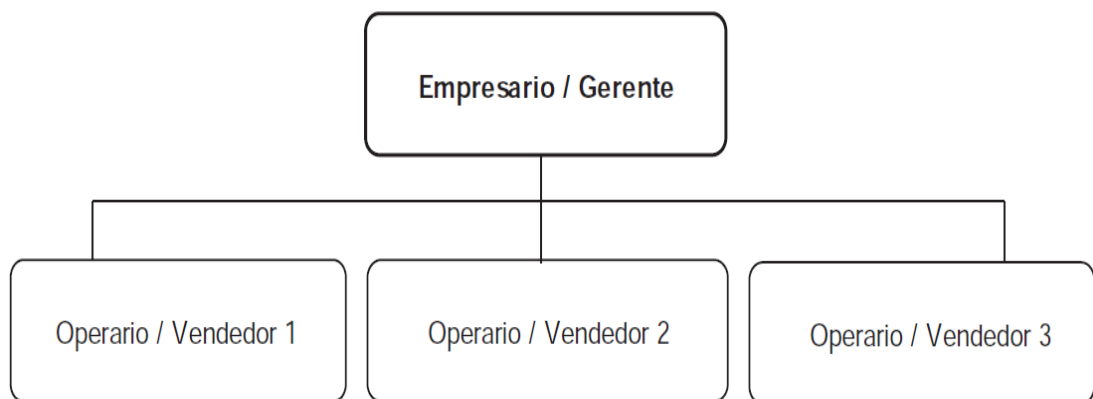 Empresario / Gerente
Operario / Vendedor 1
Operario / Vendedor 2
Operario / Vendedor 3